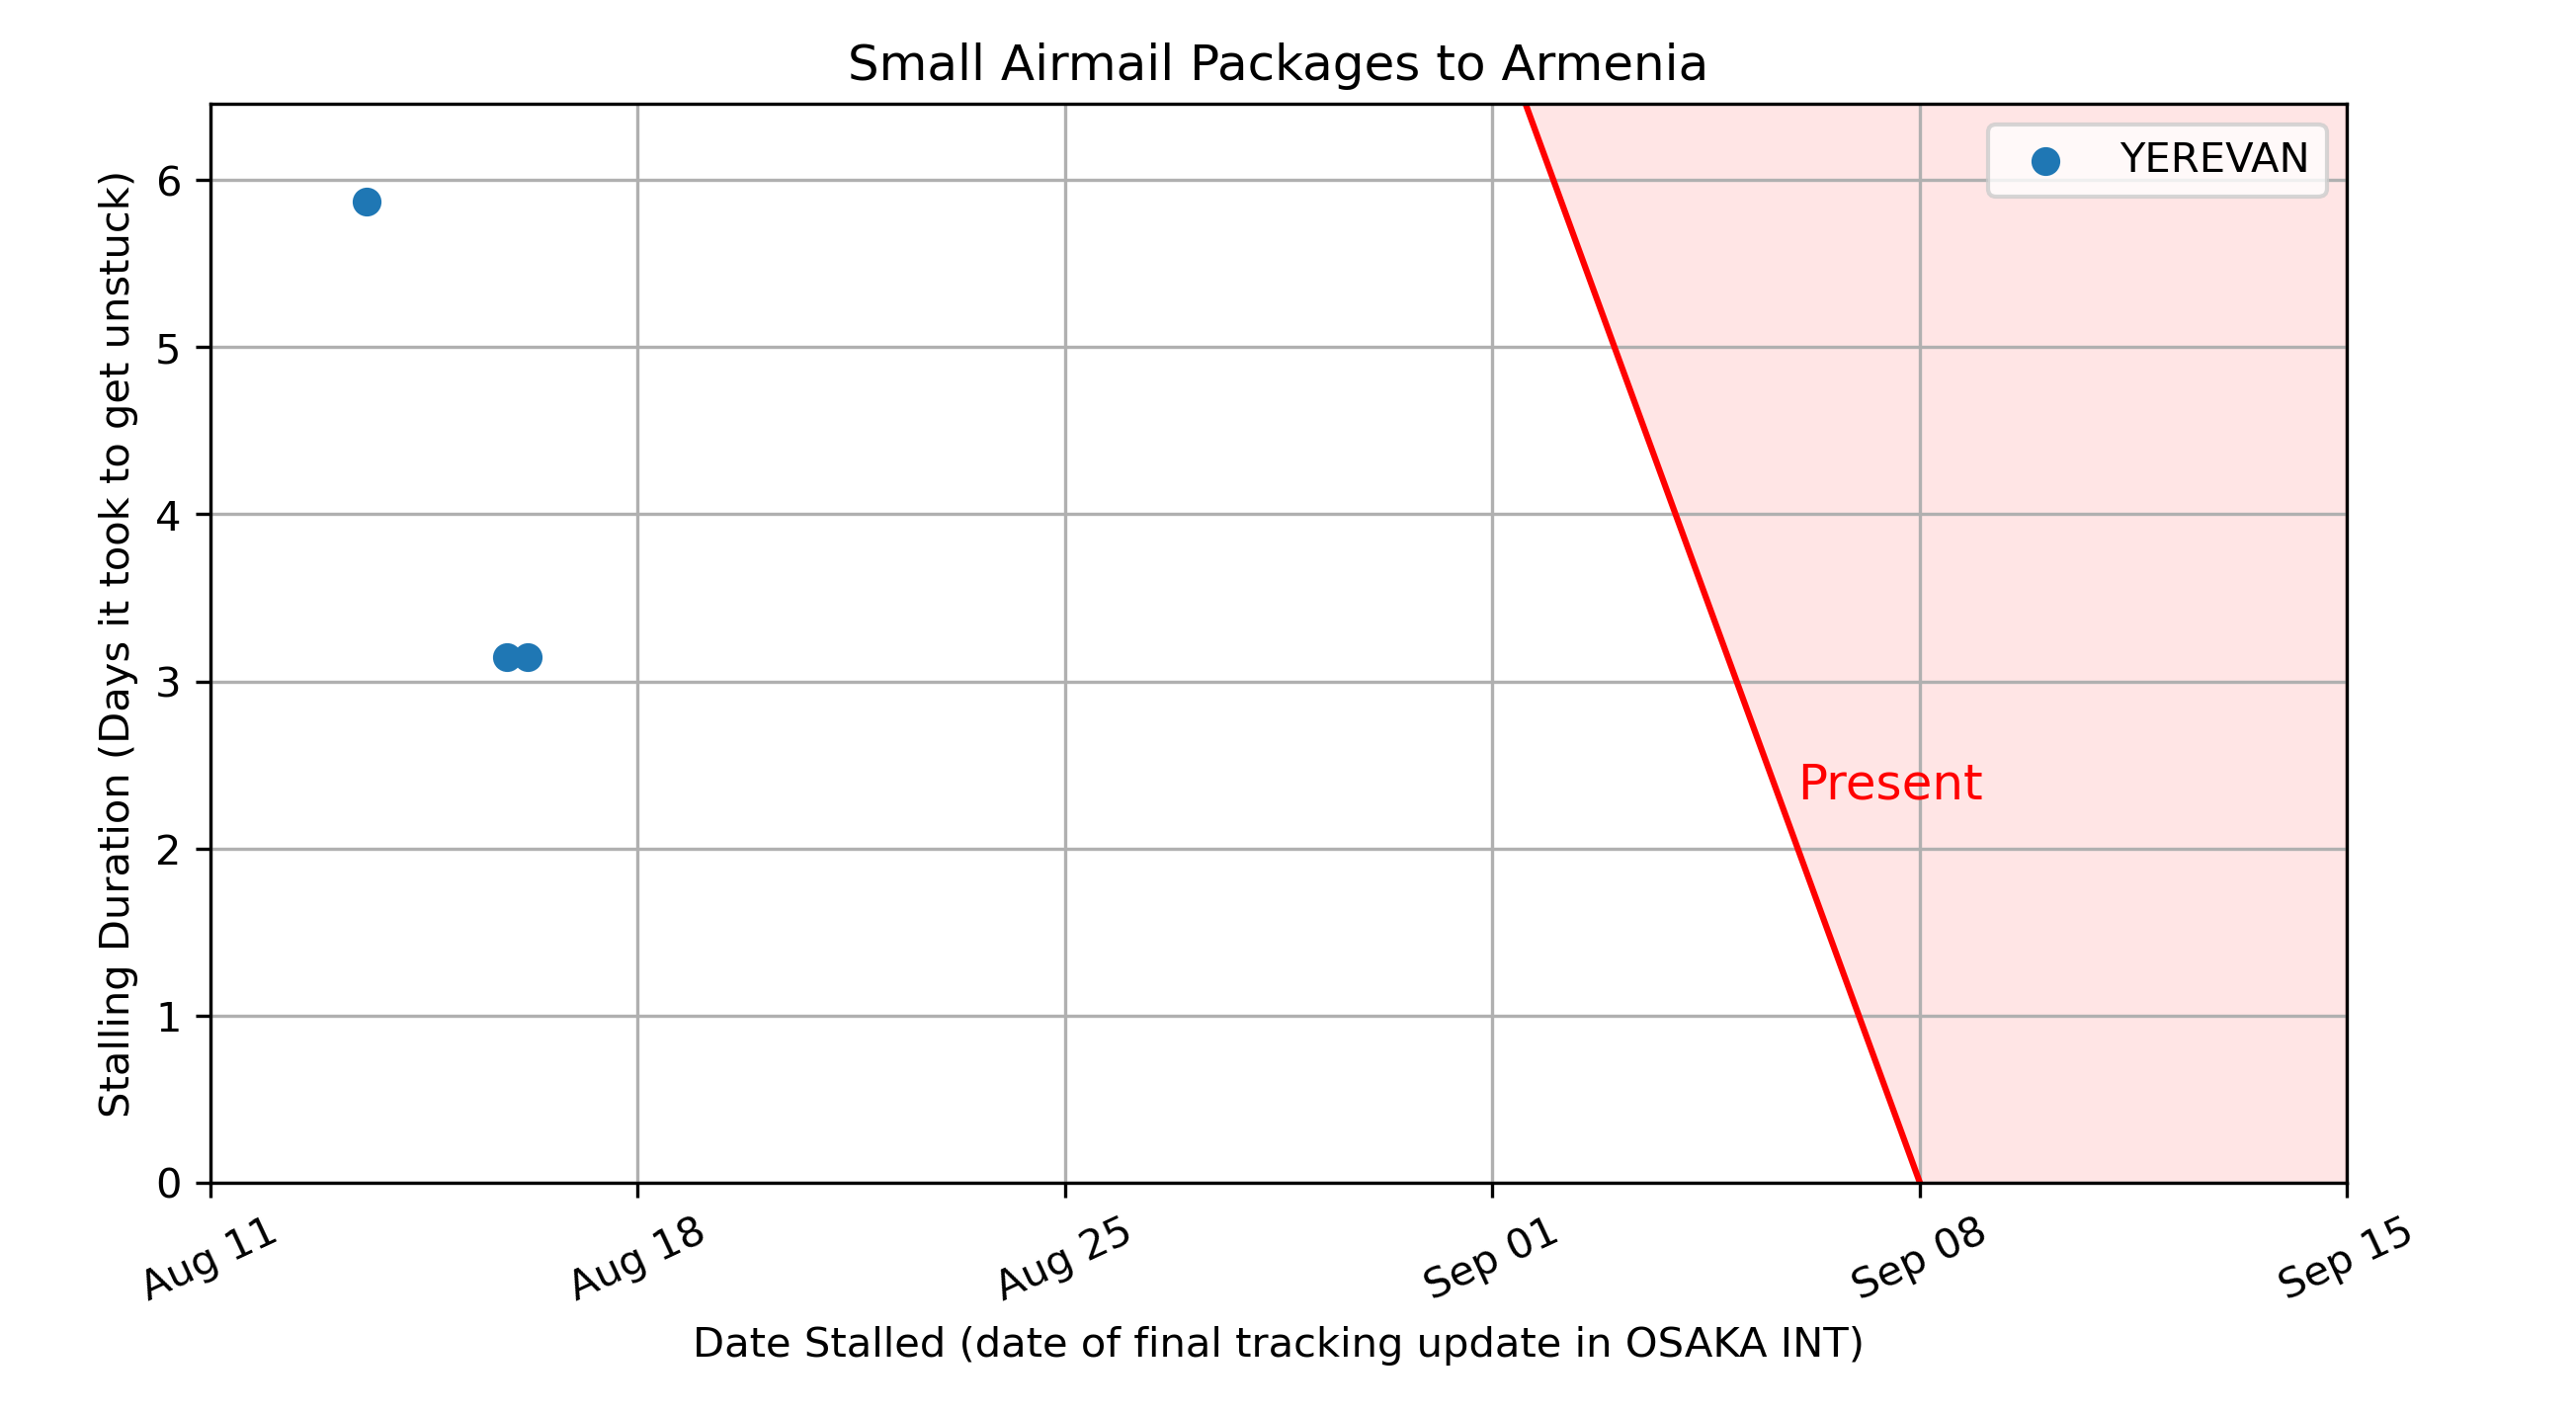 Small Airmail Packages to Armenia
YEREVAN
Stalling Duration (Days it took to get unstuck)
6
5
4
3
2
1
0
Present
Aug 11
Aug 18
Aug 25
Sep 01
Sep 08
Sep 15
Date Stalled (date of final tracking update in OSAKA INT)